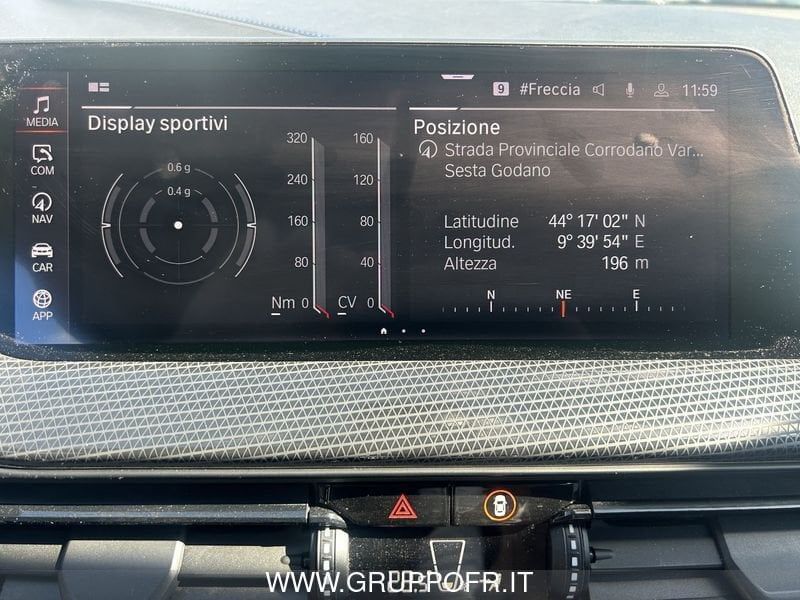 9 #Freccia 11:59
MEDIA
COM
NAV
CAR
APP
Display sportivi
0.6 g
0.4 g
320
240
160
80
Nm 0
160
120
80
40
CV 0
Posizione
Strada Provinciale Corrodano Var...
Sesta Godano
Latitudine 44° 17' 02" N
Longitud. 9° 39' 54" E
Altezza 196 m
N NE E
WWW.GRUPPOFR.IT